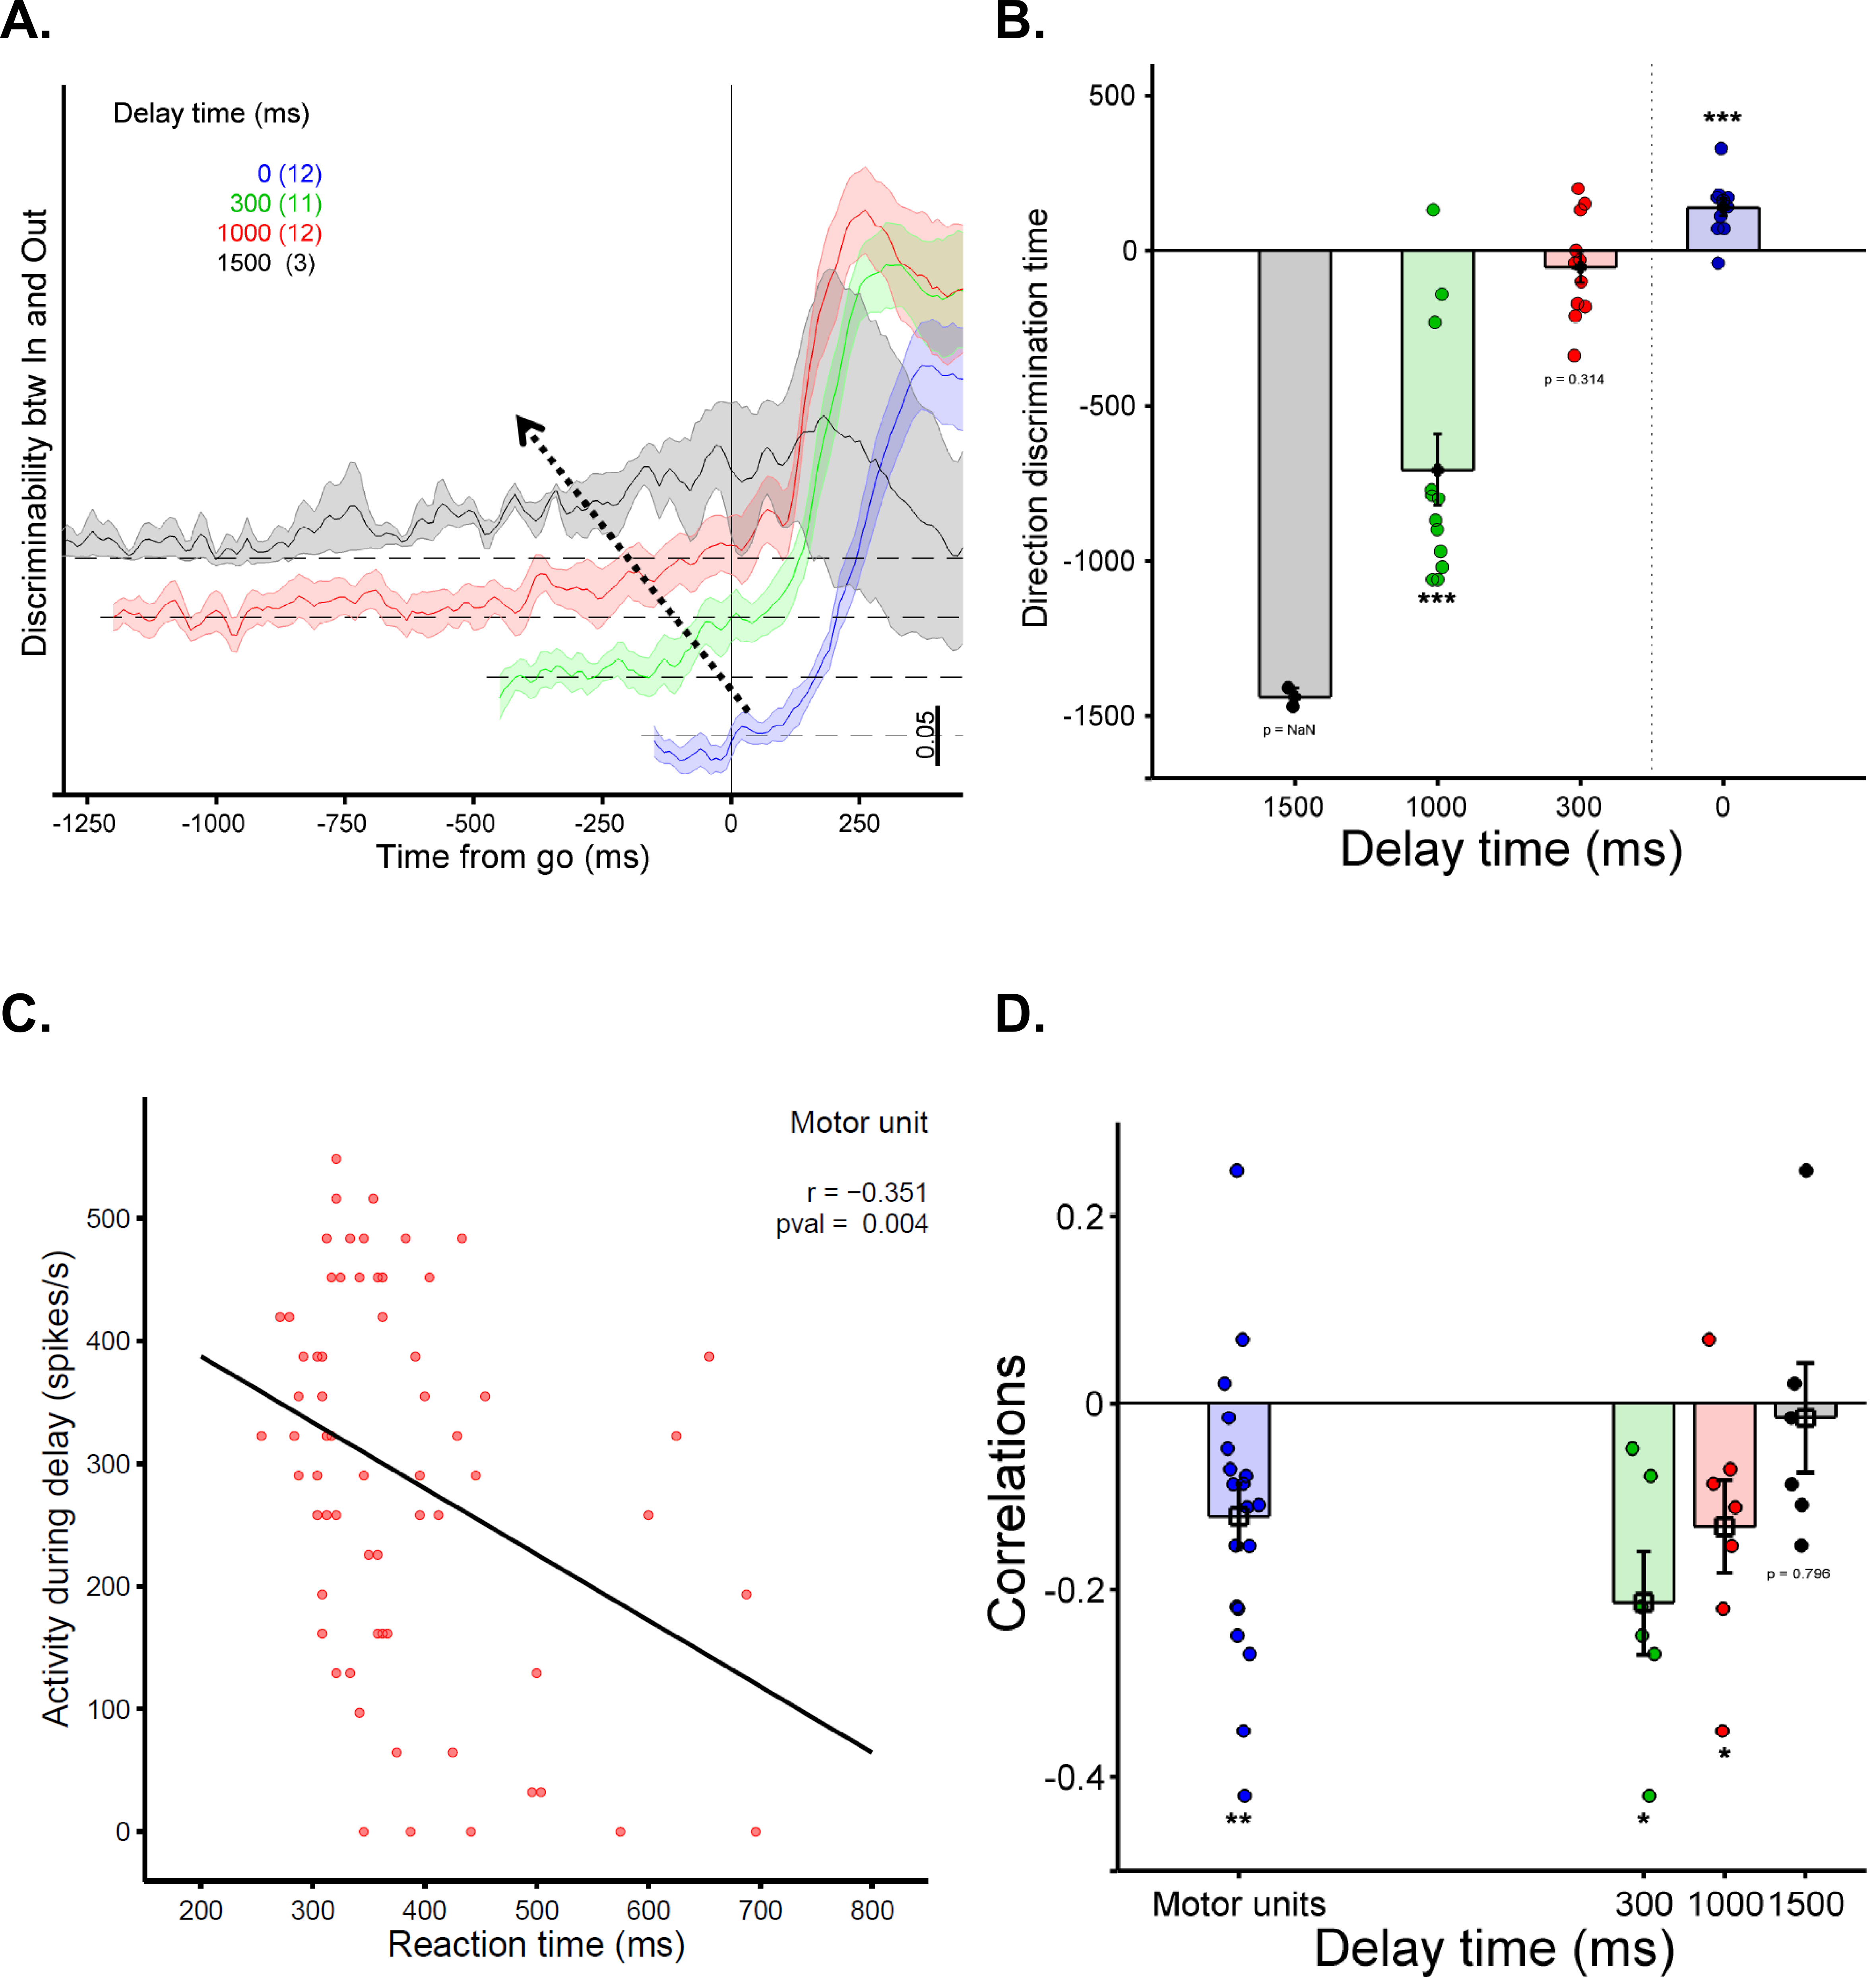 A.
Delay time (ms)
0 (12)
300 (11)
1000 (12)
1500 (3)
Discriminability btw In and Out
0.05
-1250 -1000 -750 -500 -250 0 250
Time from go (ms)
B.
***
500
0
-500
-1000
-1500
Direction discrimination time
p = 0.314
***
p = NaN
1500 1000 300 0
Delay time (ms)
C.
Motor unit
r = −0.351
pval = 0.004
500
400
300
200
100
0
Activity during delay (spikes/s)
200 300 400 500 600 700 800
Reaction time (ms)
D.
0.2
0
-0.2
-0.4
Correlations
p = 0.796
*
**
*
Motor units 300 1000 1500
Delay time (ms)